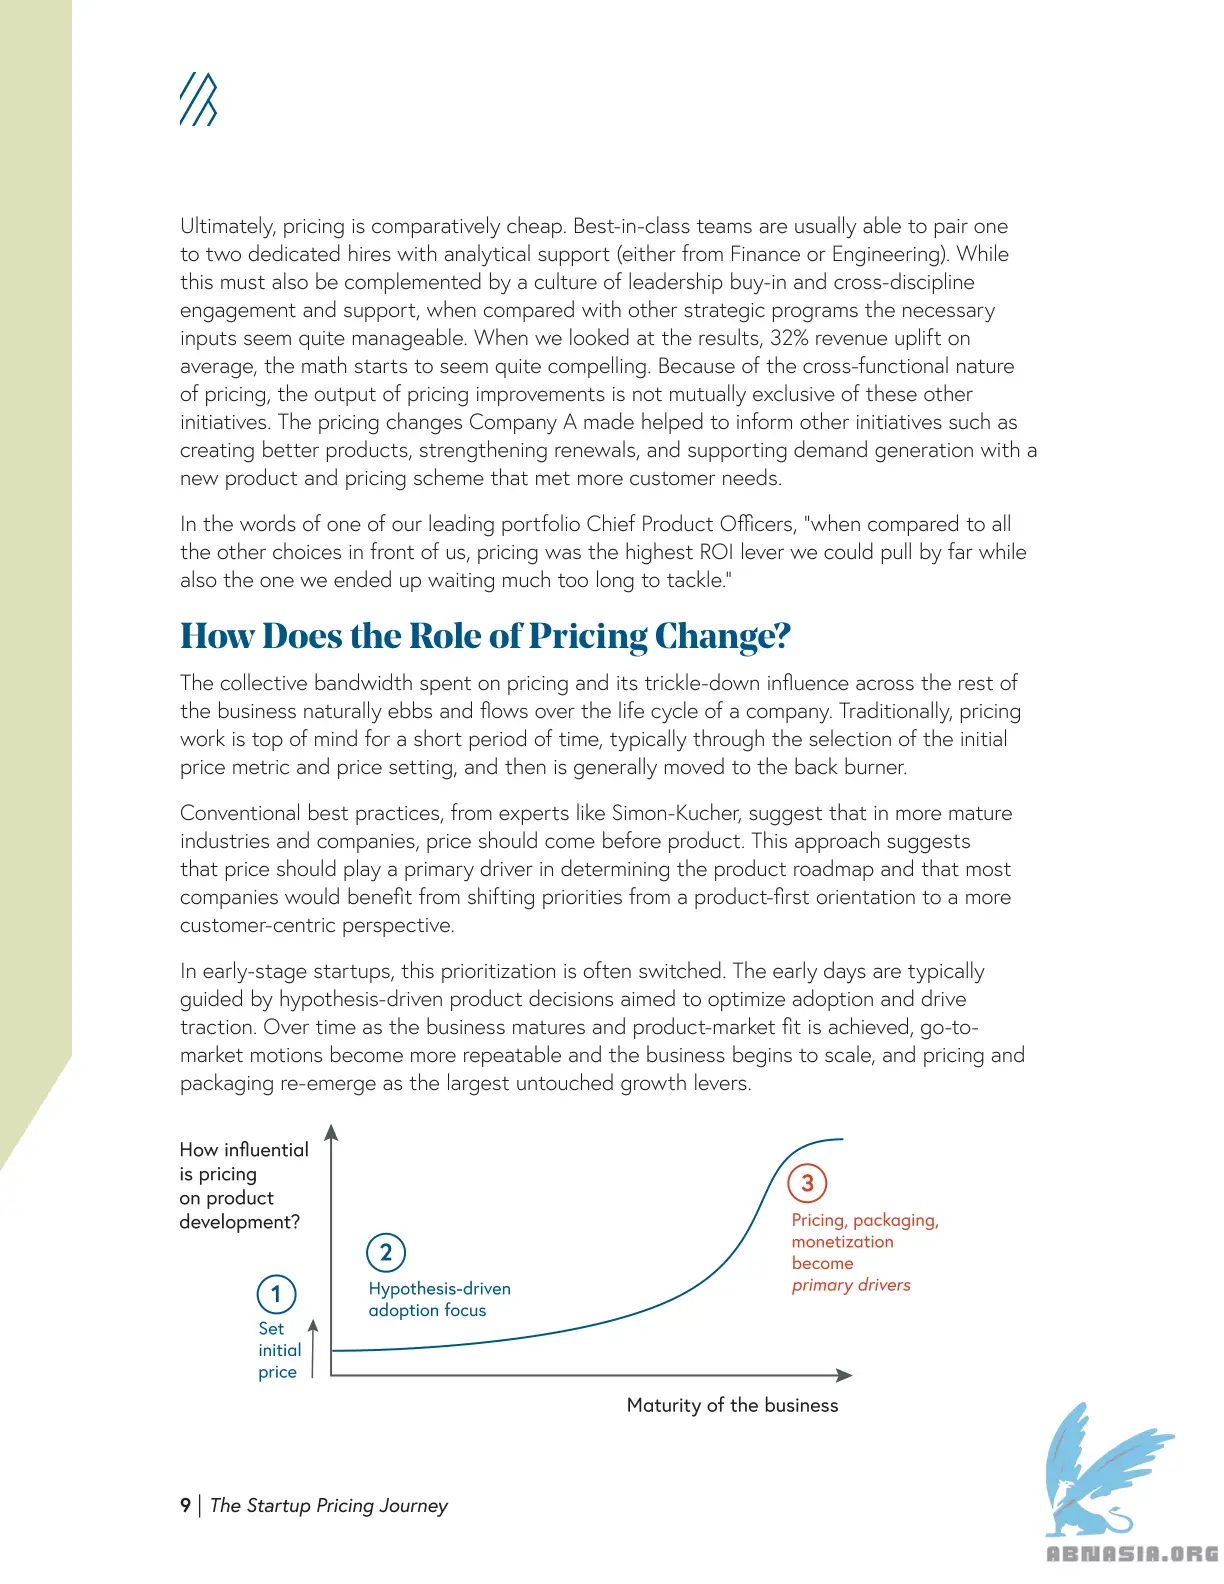 Ultimately, pricing is comparatively cheap. Best-in-class teams are usually able to pair one
to two dedicated hires with analytical support (either from Finance or Engineering). While
this must also be complemented by a culture of leadership buy-in and cross-discipline
engagement and support, when compared with other strategic programs the necessary
inputs seem quite manageable. When we looked at the results, 32% revenue uplift on
average, the math starts to seem quite compelling. Because of the cross-functional nature
of pricing, the output of pricing improvements is not mutually exclusive of these other
initiatives. The pricing changes Company A made helped to inform other initiatives such as
creating better products, strengthening renewals, and supporting demand generation with a
new product and pricing scheme that met more customer needs.
In the words of one of our leading portfolio Chief Product Officers, "when compared to all
the other choices in front of us, pricing was the highest ROI lever we could pull by far while
also the one we ended up waiting much too long to tackle."
How Does the Role of Pricing Change?
The collective bandwidth spent on pricing and its trickle-down influence across the rest of
the business naturally ebbs and flows over the life cycle of a company. Traditionally, pricing
work is top of mind for a short period of time, typically through the selection of the initial
price metric and price setting, and then is generally moved to the back burner.
Conventional best practices, from experts like Simon-Kucher, suggest that in more mature
industries and companies, price should come before product. This approach suggests
that price should play a primary driver in determining the product roadmap and that most
companies would benefit from shifting priorities from a product-first orientation to a more
customer-centric perspective.
In early-stage startups, this prioritization is often switched. The early days are typically
guided by hypothesis-driven product decisions aimed to optimize adoption and drive
traction. Over time as the business matures and product-market fit is achieved, go-to-
market motions become more repeatable and the business begins to scale, and pricing and
packaging re-emerge as the largest untouched growth levers.
How influential
is pricing
on product
development?
1
Set
initial
price
2
Hypothesis-driven
adoption focus
3
Pricing, packaging,
monetization
become
primary drivers
Maturity of the business
9 | The Startup Pricing Journey
ABNASIA.ORG